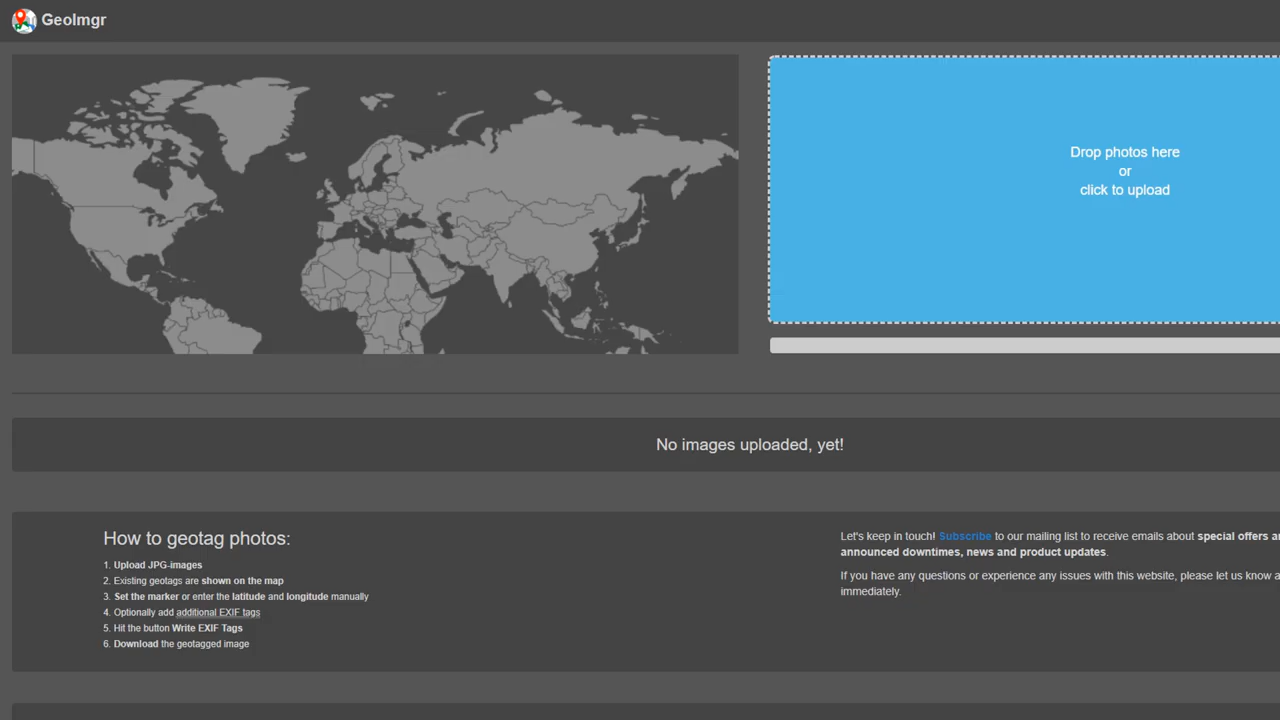 GeoImgr
Drop photos here
or
click to upload
No images uploaded, yet!
How to geotag photos:
1. Upload JPG-images
2. Existing geotags are shown on the map
3. Set the marker or enter the latitude and longitude manually
4. Optionally add additional EXIF tags
5. Hit the button Write EXIF Tags
6. Download the geotagged image
Let's keep in touch! Subscribe to our mailing list to receive emails about special offers
announced downtimes, news and product updates.
If you have any questions or experience any issues with this website, please let us know
immediately.